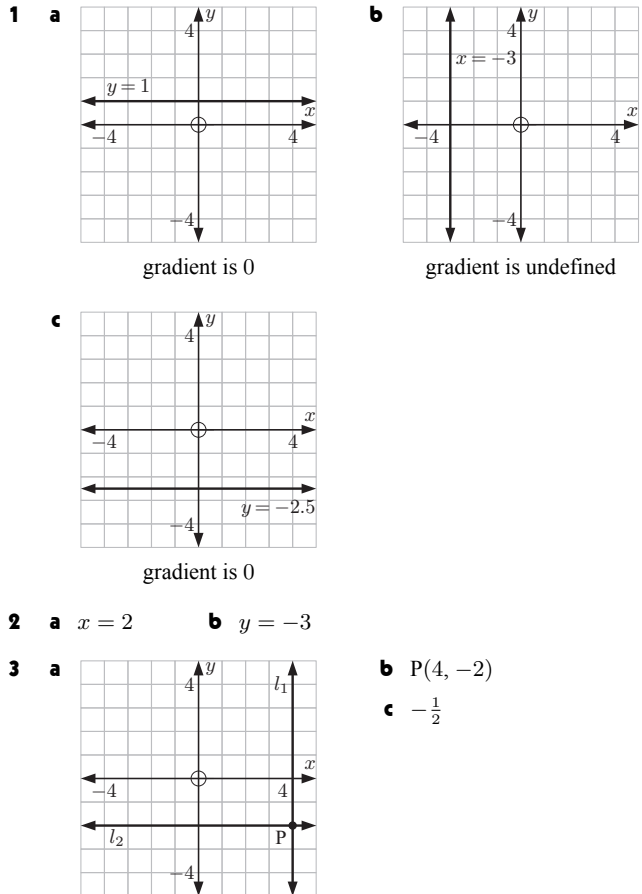 1 a
y
4
y = 1
x
−4
4
−4
gradient is 0
b
y
4
x = −3
x
−4
4
−4
gradient is undefined
c
y
4
x
−4
4
y = −2.5
−4
gradient is 0
2 a x = 2 b y = −3
3 a
y
4
l₁
x
−4
4
l₂
P
−4
b P(4, −2)
c −1/2